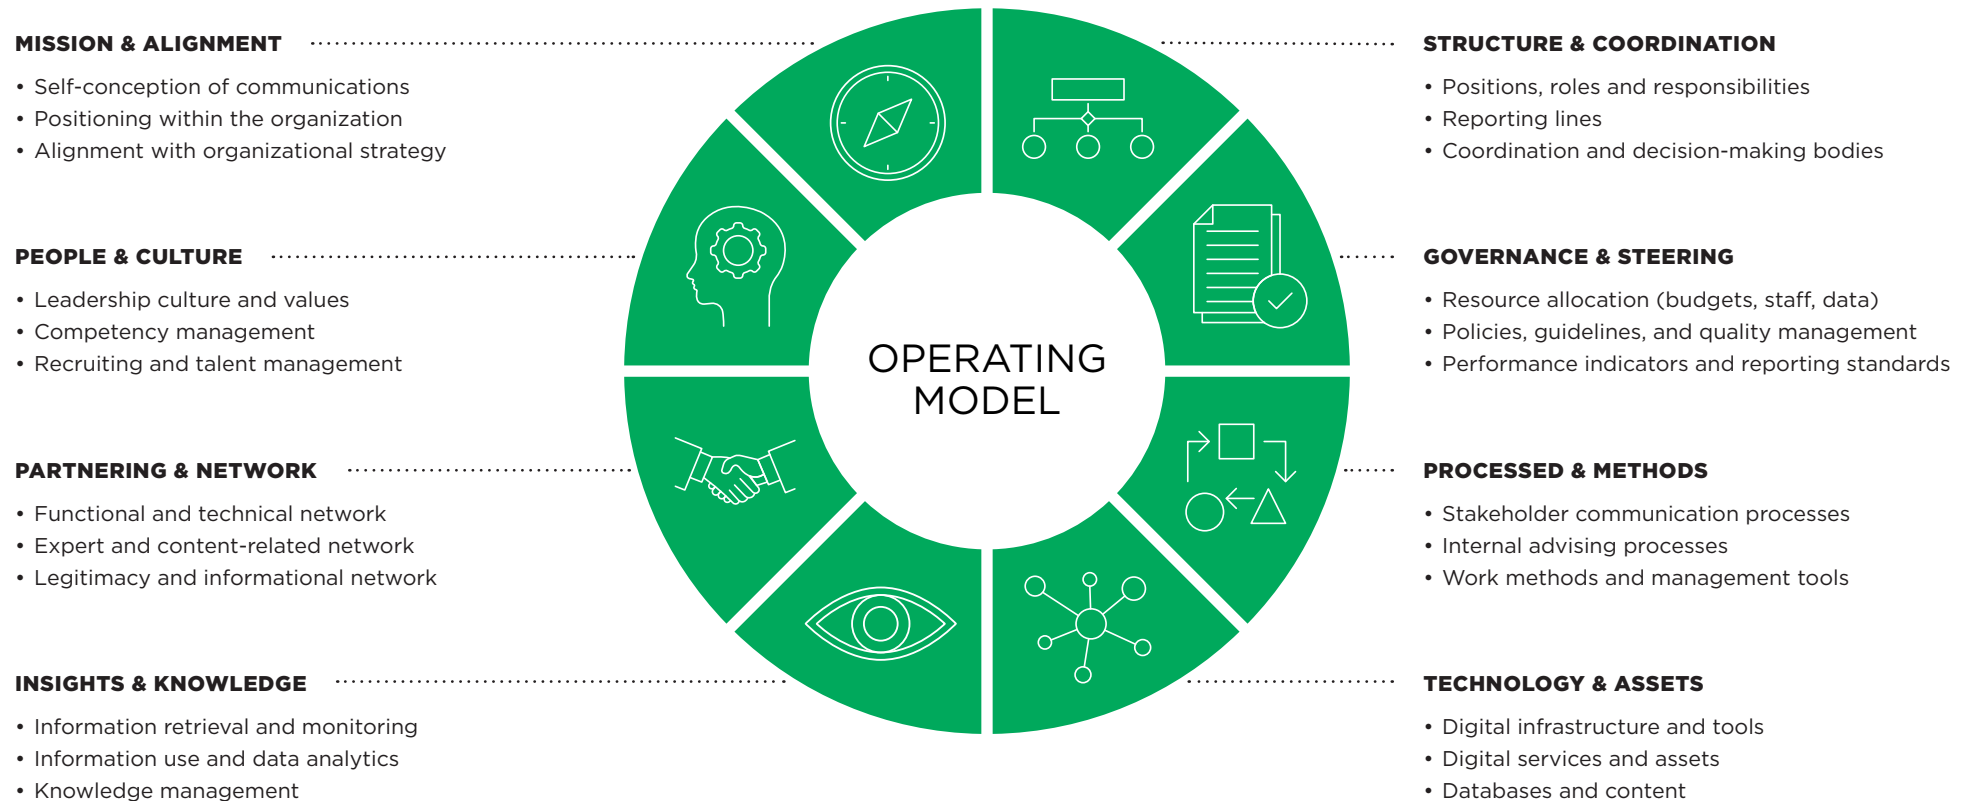 MISSION & ALIGNMENT
• Self-conception of communications
• Positioning within the organization
• Alignment with organizational strategy
PEOPLE & CULTURE
• Leadership culture and values
• Competency management
• Recruiting and talent management
PARTNERING & NETWORK
• Functional and technical network
• Expert and content-related network
• Legitimacy and informational network
INSIGHTS & KNOWLEDGE
• Information retrieval and monitoring
• Information use and data analytics
• Knowledge management
OPERATING
MODEL
STRUCTURE & COORDINATION
• Positions, roles and responsibilities
• Reporting lines
• Coordination and decision-making bodies
GOVERNANCE & STEERING
• Resource allocation (budgets, staff, data)
• Policies, guidelines, and quality management
• Performance indicators and reporting standards
PROCESSED & METHODS
• Stakeholder communication processes
• Internal advising processes
• Work methods and management tools
TECHNOLOGY & ASSETS
• Digital infrastructure and tools
• Digital services and assets
• Databases and content